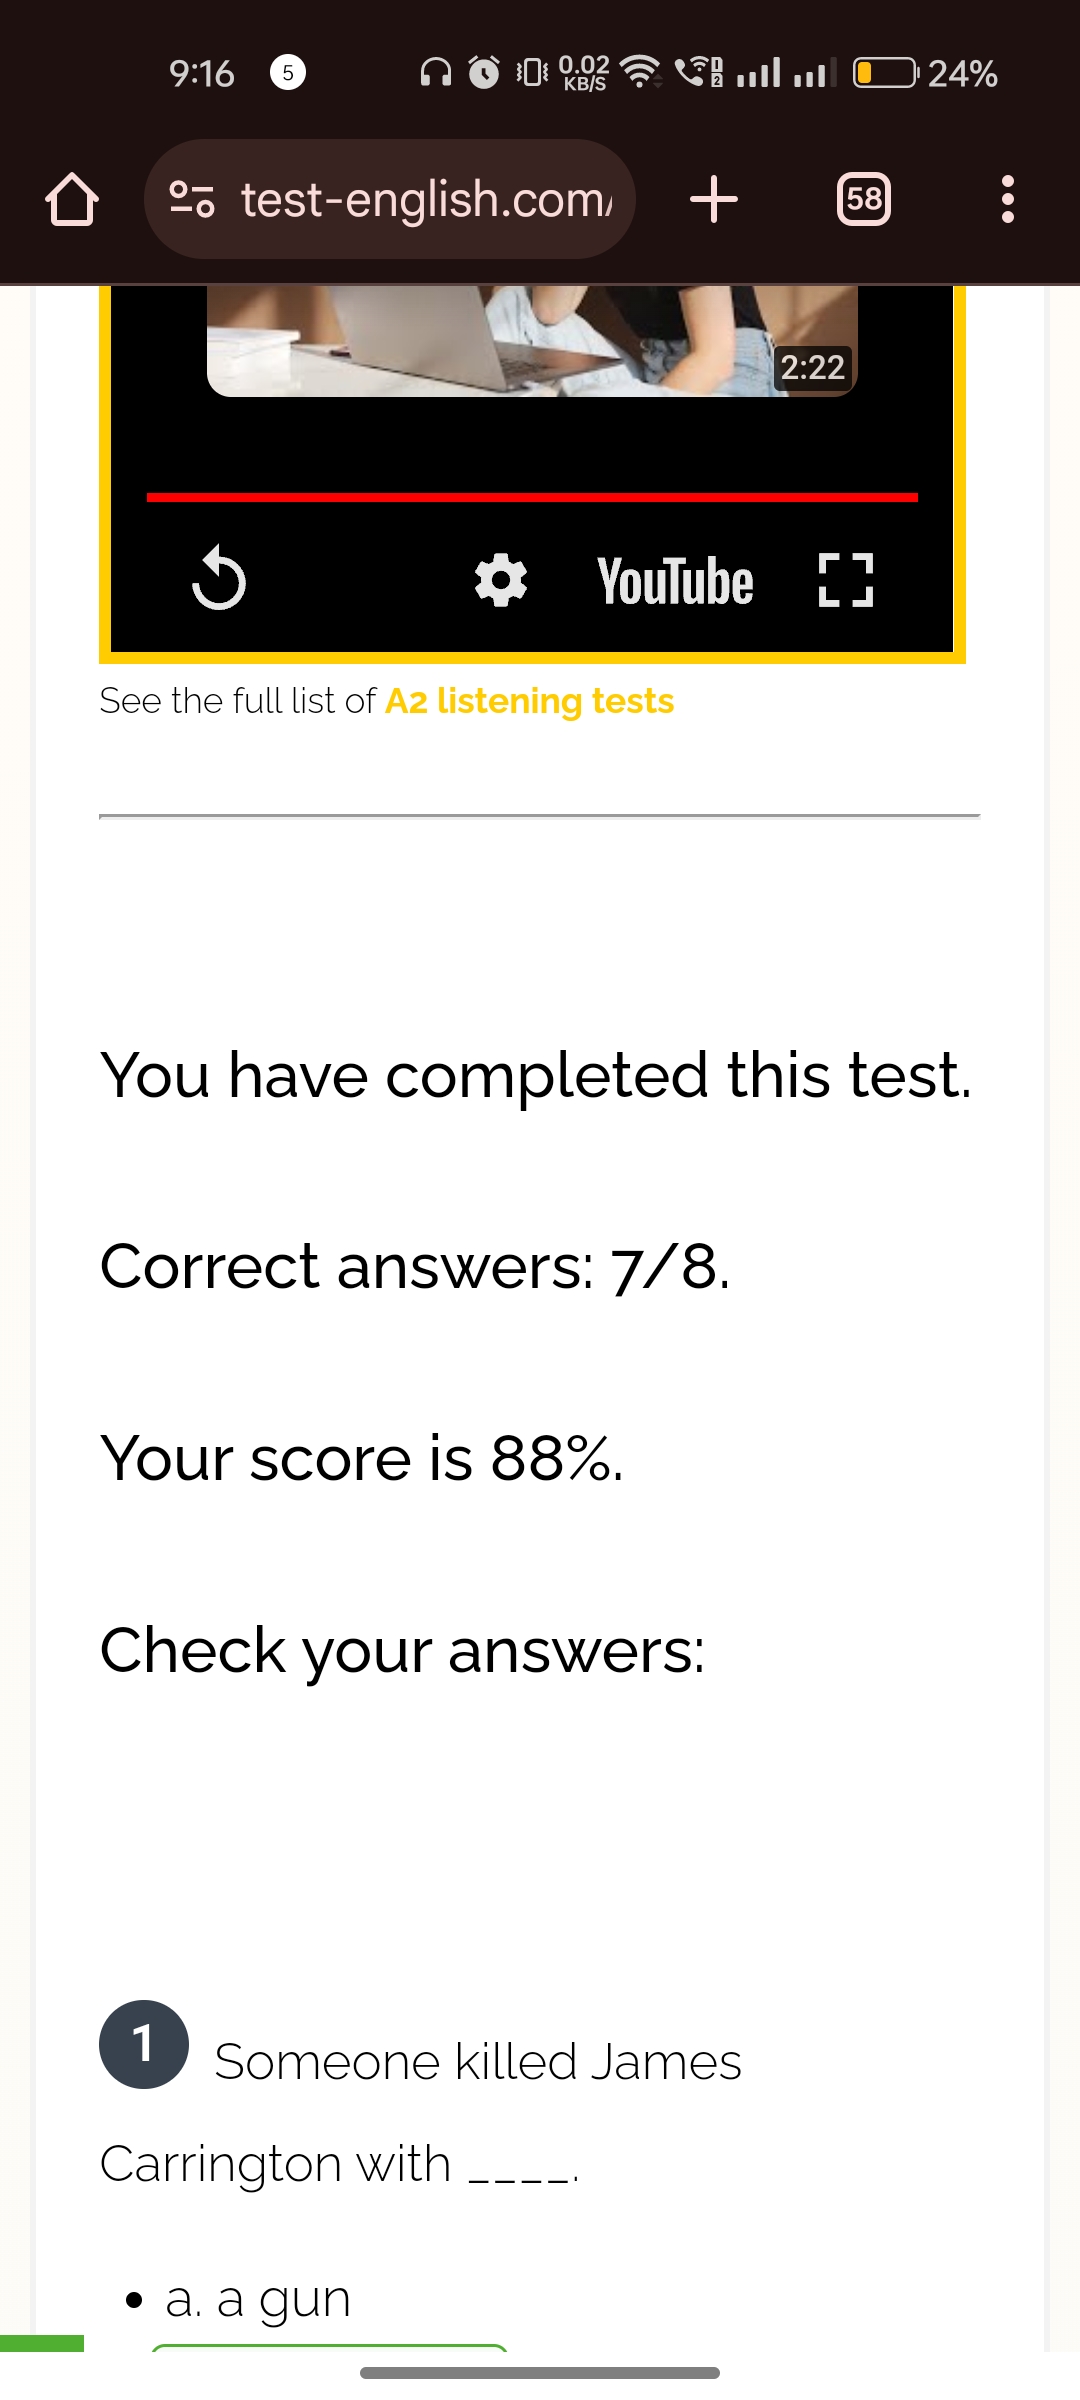 9:16
5
0.02
KB/S
24%
test-english.com/
58
2:22
YouTube
See the full list of A2 listening tests
You have completed this test.
Correct answers: 7/8.
Your score is 88%.
Check your answers:
1 Someone killed James
Carrington with ____.
• a. a gun